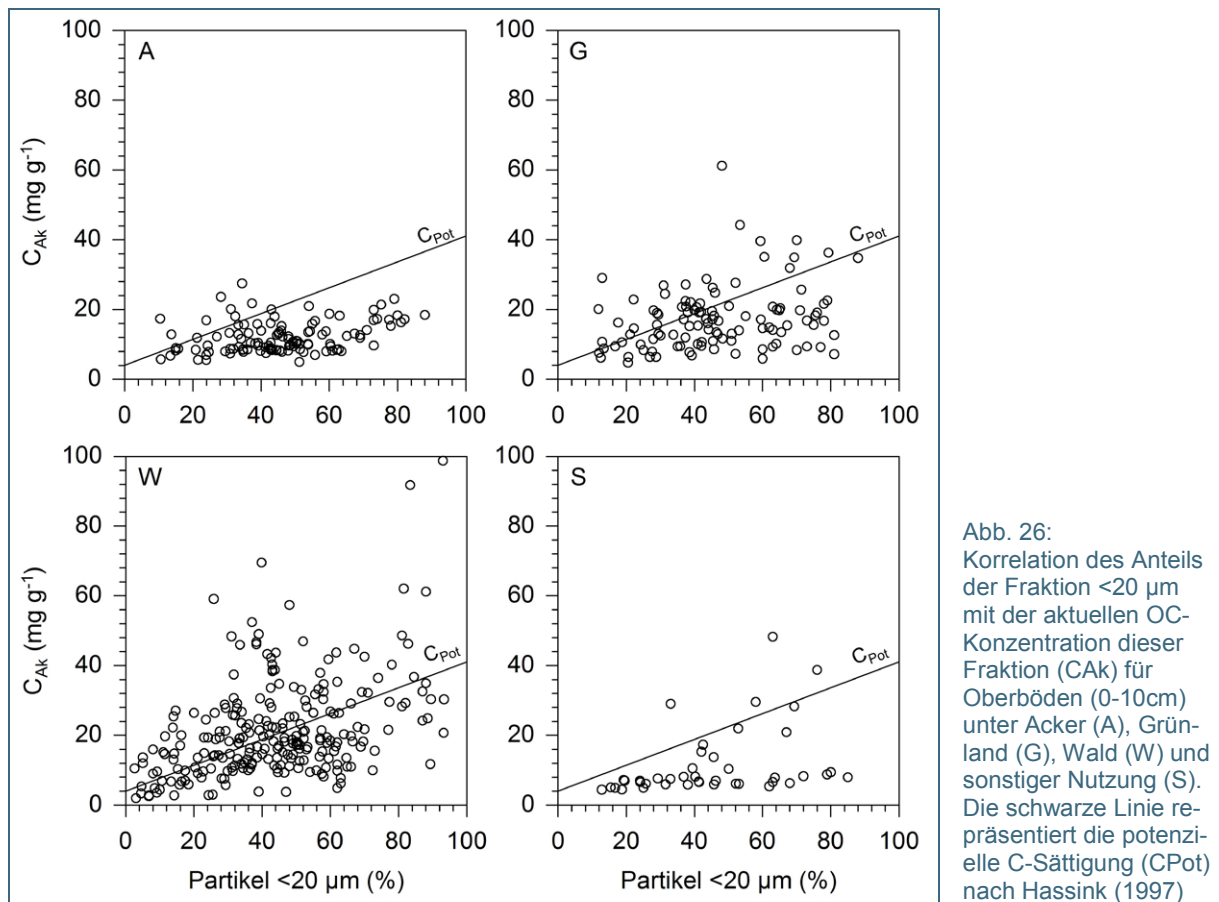 A
100
80
60
40
20
0
C_Ak (mg g⁻¹)
C_Pot
0 20 40 60 80 100
G
100
80
60
40
20
0
C_Pot
0 20 40 60 80 100
W
100
80
60
40
20
0
C_Ak (mg g⁻¹)
C_Pot
0 20 40 60 80 100
Partikel <20 µm (%)
S
100
80
60
40
20
0
C_Pot
0 20 40 60 80 100
Partikel <20 µm (%)
Abb. 26:
Korrelation des Anteils
der Fraktion <20 µm
mit der aktuellen OC-
Konzentration dieser
Fraktion (CAk) für
Oberböden (0-10cm)
unter Acker (A), Grün-
land (G), Wald (W) und
sonstiger Nutzung (S).
Die schwarze Linie re-
präsentiert die potenzi-
elle C-Sättigung (CPot)
nach Hassink (1997)